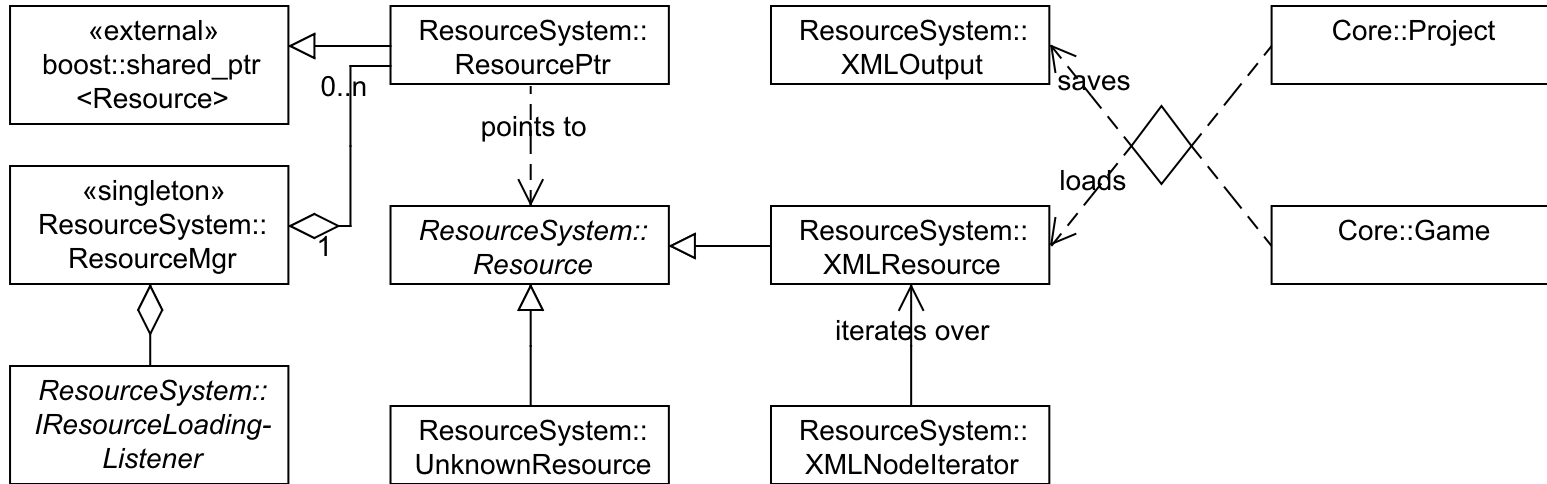 «external»
boost::shared_ptr
<Resource>
ResourceSystem::
ResourcePtr
ResourceSystem::
XMLOutput
Core::Project
0..n
saves
points to
«singleton»
ResourceSystem::
ResourceMgr
1
loads
ResourceSystem::
Resource
ResourceSystem::
XMLResource
Core::Game
iterates over
ResourceSystem::
IResourceLoading-
Listener
ResourceSystem::
UnknownResource
ResourceSystem::
XMLNodeIterator